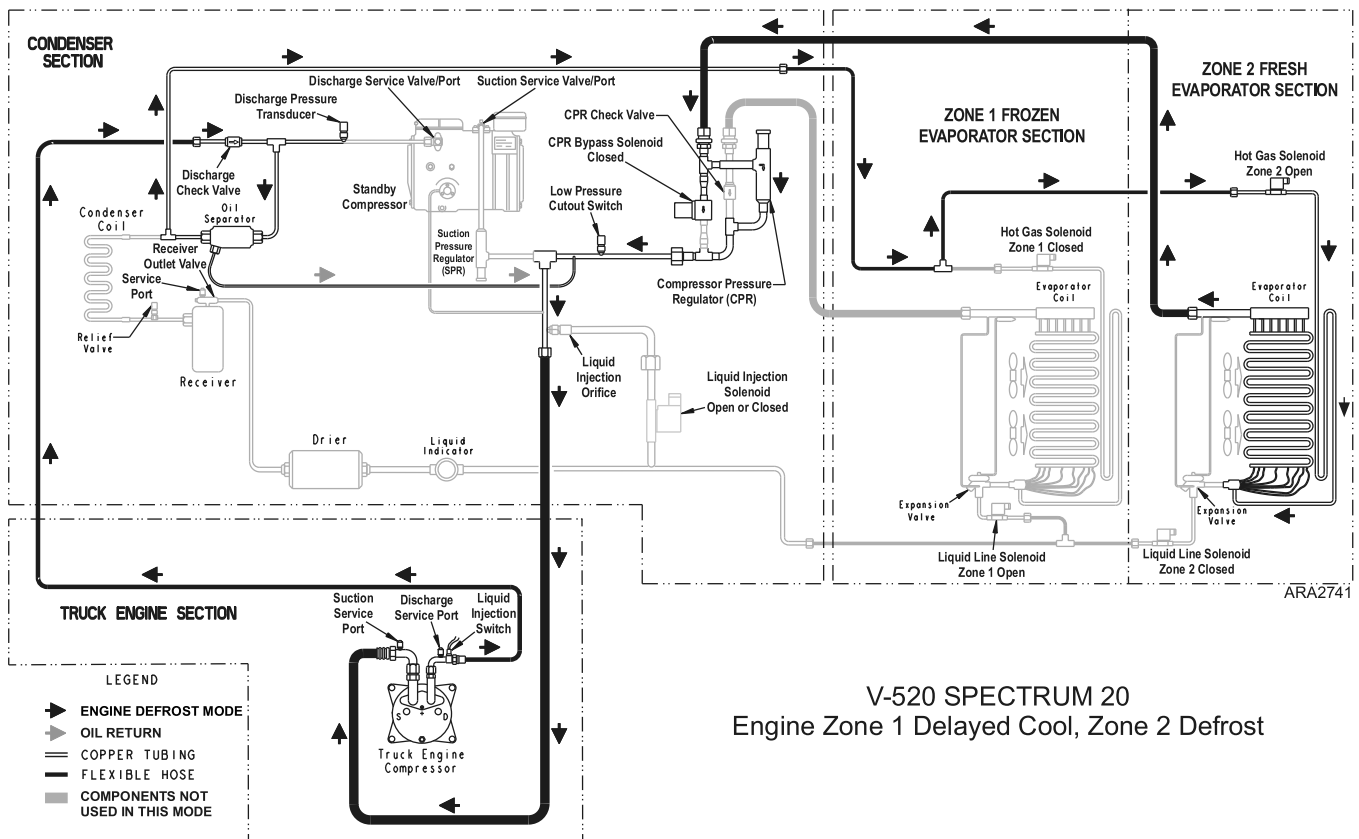 CONDENSER
SECTION
Discharge Pressure
Transducer
Discharge Service Valve/Port
Suction Service Valve/Port
CPR Check Valve
CPR Bypass Solenoid
Closed
Low Pressure
Cutout Switch
Discharge
Check Valve
Standby
Compressor
Condenser
Coil
Oil
Separator
Receiver
Outlet Valve
Service
Port
Suction
Pressure
Regulator
(SPR)
Compressor Pressure
Regulator (CPR)
Relief
Valve
Receiver
Liquid
Injection
Orifice
Liquid Injection
Solenoid
Open or Closed
Drier
Liquid
Indicator
ZONE 1 FROZEN
EVAPORATOR SECTION
Hot Gas Solenoid
Zone 1 Closed
Evaporator
Coil
Expansion
Valve
Liquid Line Solenoid
Zone 1 Open
ZONE 2 FRESH
EVAPORATOR SECTION
Hot Gas Solenoid
Zone 2 Open
Evaporator
Coil
Expansion
Valve
Liquid Line Solenoid
Zone 2 Closed
ARA2741
TRUCK ENGINE SECTION
Suction
Service
Port
Discharge
Service Port
Liquid
Injection
Switch
S
D
Truck Engine
Compressor
LEGEND
ENGINE DEFROST MODE
OIL RETURN
COPPER TUBING
FLEXIBLE HOSE
COMPONENTS NOT
USED IN THIS MODE
V-520 SPECTRUM 20
Engine Zone 1 Delayed Cool, Zone 2 Defrost